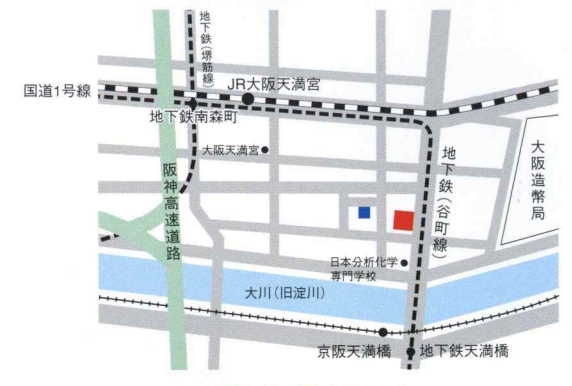 地下鉄(堺筋線)
国道1号線
JR大阪天満宮
地下鉄南森町
大阪天満宮
阪神高速道路
地下鉄(谷町線)
大阪造幣局
日本分析化学
専門学校
大川(旧淀川)
京阪天満橋
地下鉄天満橋